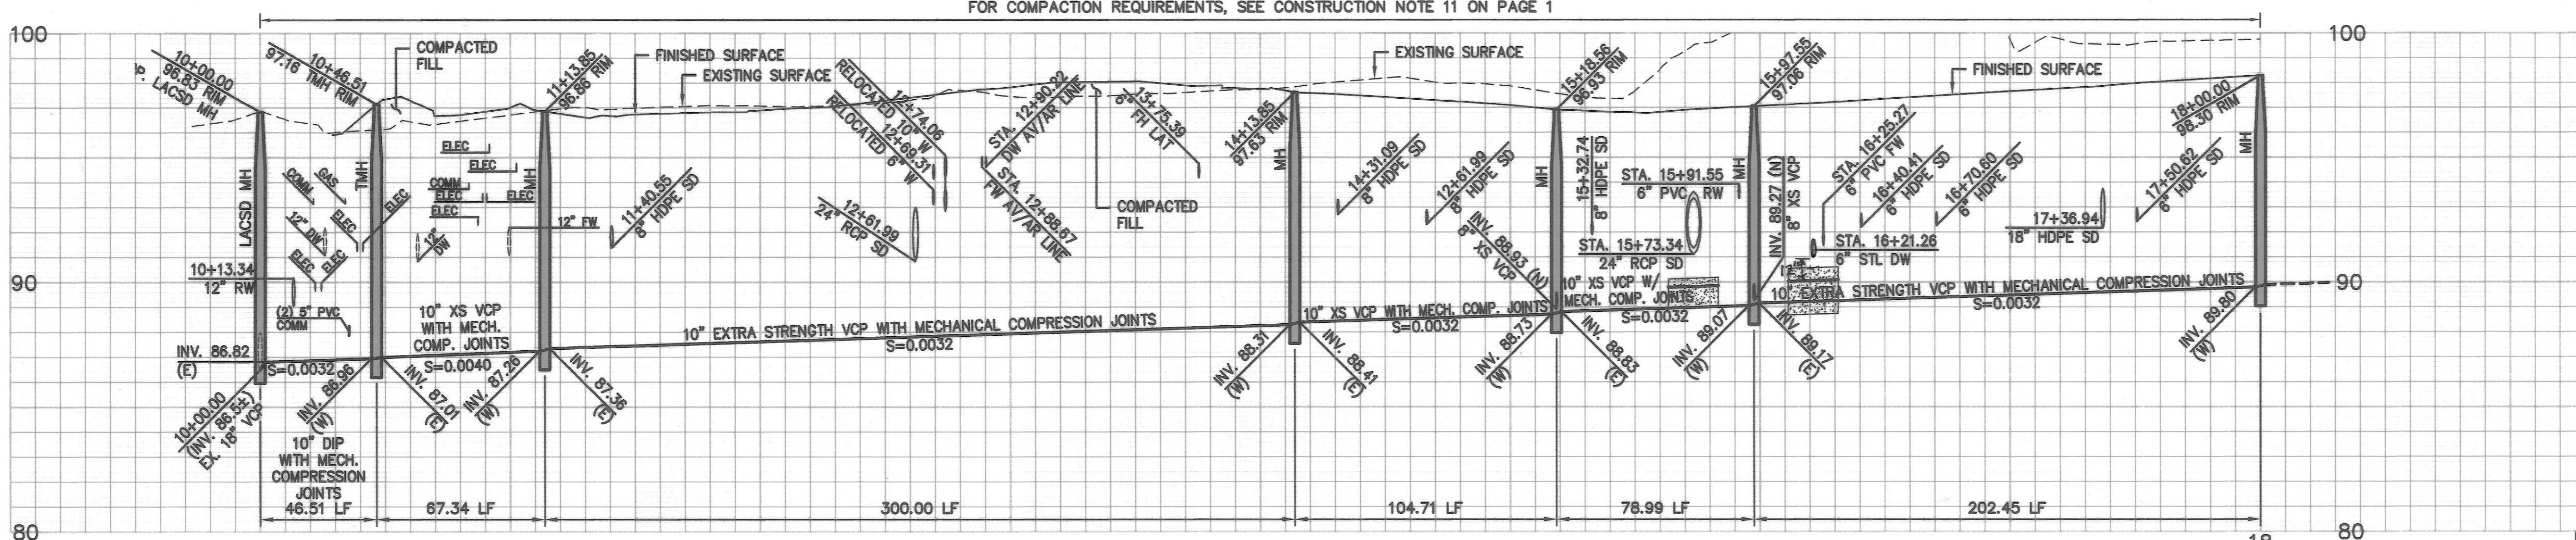 FOR COMPACTION REQUIREMENTS, SEE CONSTRUCTION NOTE 11 ON PAGE 1
100
100
10+00.00
96.83 RIM
P. LACSD MH
10+46.51
97.16 TMH RIM
COMPACTED
FILL
11+13.85
96.86 RIM
FINISHED SURFACE
EXISTING SURFACE
RELOCATED 10" W
12+74.06
RELOCATED 6" W
12+69.31
STA. 12+90.22
DW AV/AR LINE
STA. 12+88.67
FW AV/AR LINE
COMPACTED
FILL
13+75.39
6" FH LAT
14+13.85
97.63 RIM
EXISTING SURFACE
15+18.56
96.93 RIM
15+97.55
97.06 RIM
FINISHED SURFACE
18+00.00
98.30 RIM
LACSD MH
TMH
MH
MH
MH
MH
MH
COMM
GAS
12" DW
ELEC
ELEC
ELEC
ELEC
ELEC
ELEC
COMM
ELEC
ELEC
ELEC
12"
DW
12" FW
11+40.55
8" HDPE SD
12+61.99
24" RCP SD
14+31.09
6" HDPE SD
12+61.99
8" HDPE SD
15+32.74
8" HDPE SD
STA. 15+91.55
6" PVC RW
STA. 15+73.34
24" RCP SD
INV. 88.93 (N)
8" XS VCP
INV. 89.27 (N)
8" XS VCP
STA. 16+25.27
6" PVC FW
16+40.41
6" HDPE SD
16+70.60
6" HDPE SD
STA. 16+21.26
6" STL DW
17+36.94
18" HDPE SD
17+50.62
6" HDPE SD
10+13.34
12" RW
90
90
(2) 5" PVC
COMM
10" XS VCP
WITH MECH.
COMP. JOINTS
S=0.0040
10" EXTRA STRENGTH VCP WITH MECHANICAL COMPRESSION JOINTS
S=0.0032
10" XS VCP WITH MECH. COMP. JOINTS
S=0.0032
10" XS VCP W/
MECH. COMP. JOINTS
S=0.0032
10" EXTRA STRENGTH VCP WITH MECHANICAL COMPRESSION JOINTS
S=0.0032
INV. 86.82
(E)
S=0.0032
10+00.00
(INV. 86.5±)
EX. 18" VCP
INV. 86.96
(W)
INV. 87.01
(E)
INV. 87.26
(W)
INV. 87.36
(E)
INV. 88.31
(W)
INV. 88.41
(E)
INV. 88.73
(W)
INV. 88.83
(E)
INV. 89.07
(W)
INV. 89.17
(E)
INV. 89.80
(W)
10" DIP
WITH MECH.
COMPRESSION
JOINTS
46.51 LF
67.34 LF
300.00 LF
104.71 LF
78.99 LF
202.45 LF
80
80